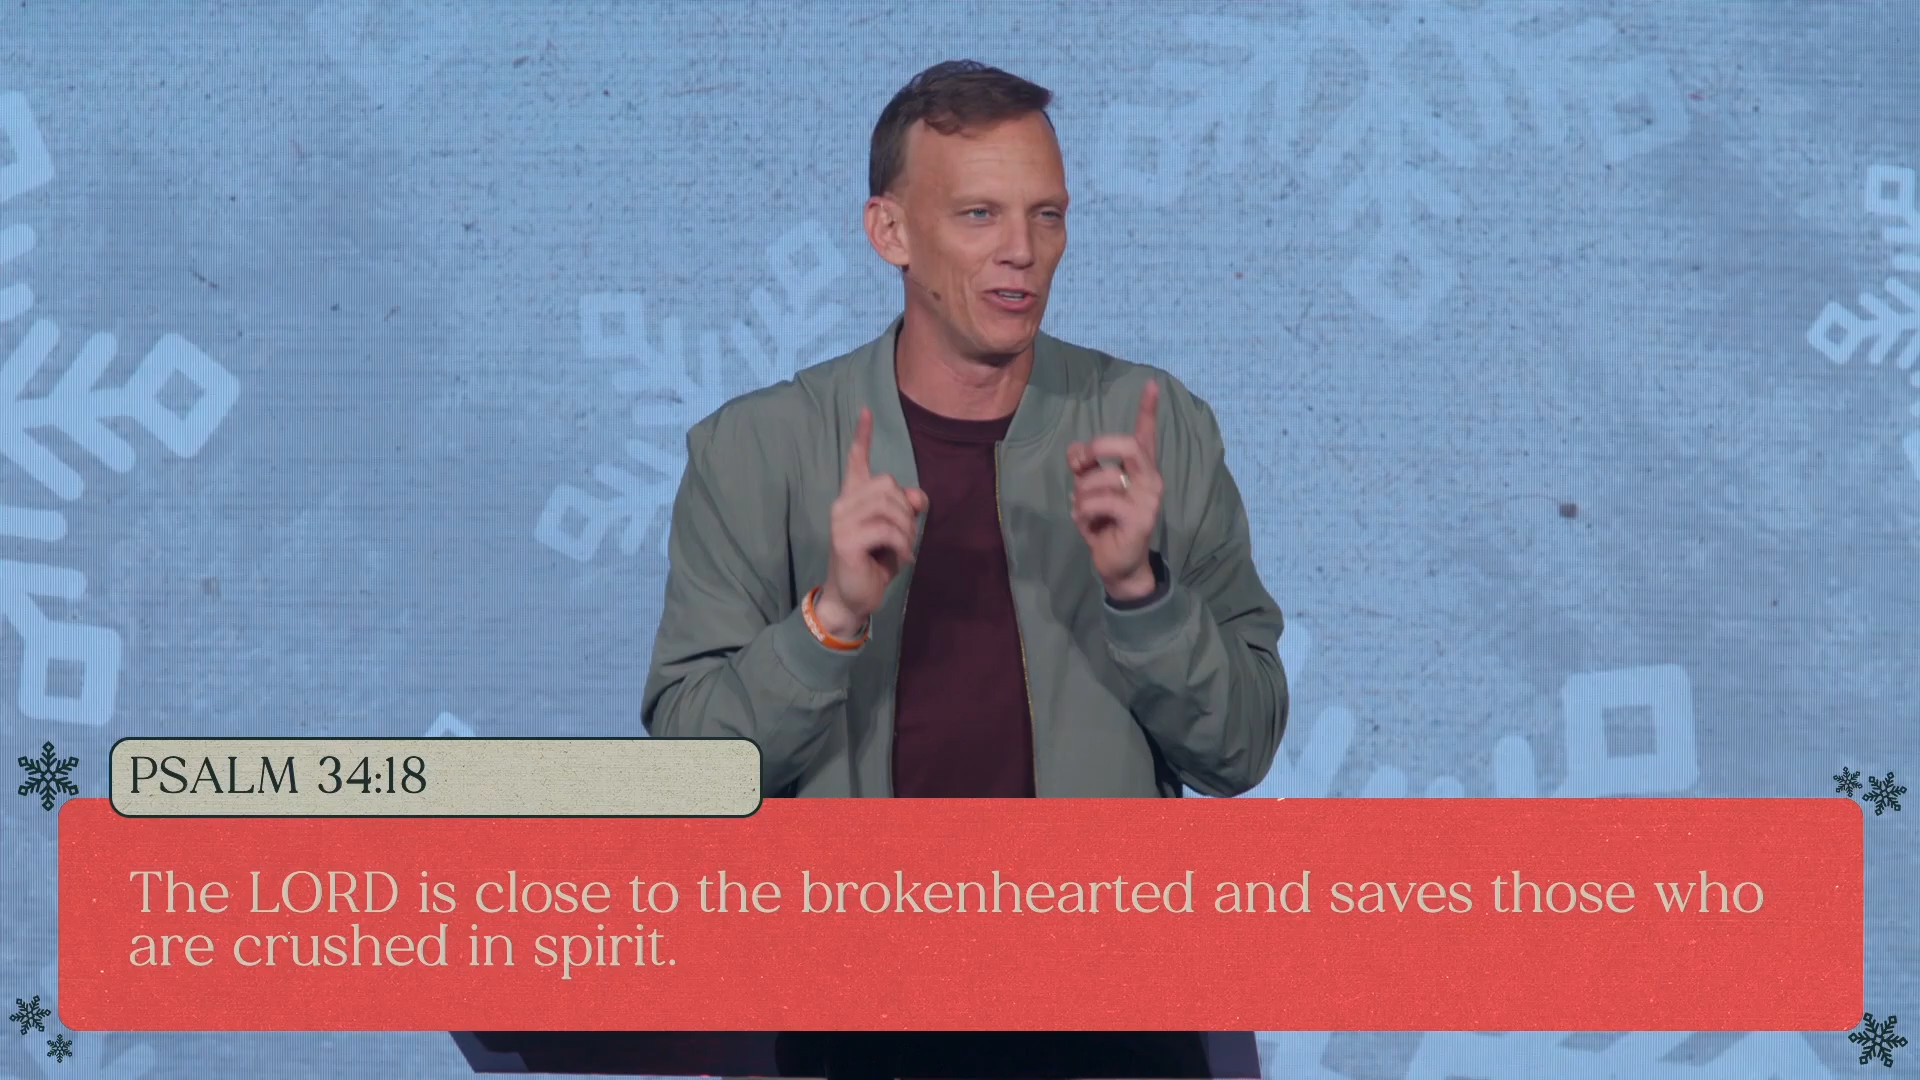 PSALM 34:18
The LORD is close to the brokenhearted and saves those who
are crushed in spirit.